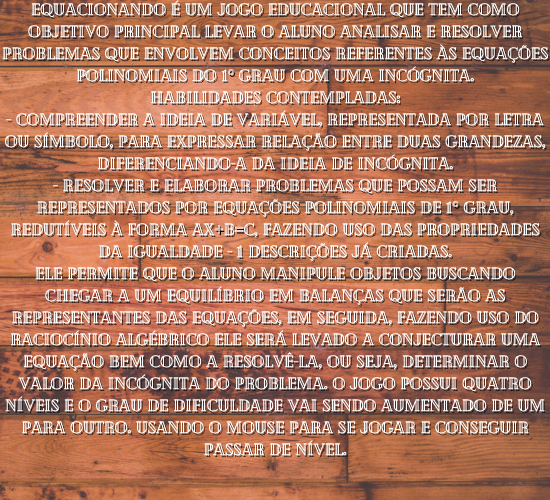 EQUACIONANDO É UM JOGO EDUCACIONAL QUE TEM COMO
OBJETIVO PRINCIPAL LEVAR O ALUNO ANALISAR E RESOLVER
PROBLEMAS QUE ENVOLVEM CONCEITOS REFERENTES ÀS EQUAÇÕES
POLINOMIAIS DO 1º GRAU COM UMA INCÓGNITA.
HABILIDADES CONTEMPLADAS:
- COMPREENDER A IDEIA DE VARIÁVEL, REPRESENTADA POR LETRA
OU SÍMBOLO, PARA EXPRESSAR RELAÇÃO ENTRE DUAS GRANDEZAS,
DIFERENCIANDO-A DA IDEIA DE INCÓGNITA.
- RESOLVER E ELABORAR PROBLEMAS QUE POSSAM SER
REPRESENTADOS POR EQUAÇÕES POLINOMIAIS DE 1º GRAU,
REDUTÍVEIS À FORMA AX+B=C, FAZENDO USO DAS PROPRIEDADES
DA IGUALDADE - 1 DESCRIÇÕES JÁ CRIADAS.
ELE PERMITE QUE O ALUNO MANIPULE OBJETOS BUSCANDO
CHEGAR A UM EQUILÍBRIO EM BALANÇAS QUE SERÃO AS
REPRESENTANTES DAS EQUAÇÕES, EM SEGUIDA, FAZENDO USO DO
RACIOCÍNIO ALGÉBRICO ELE SERÁ LEVADO A CONJECTURAR UMA
EQUAÇÃO BEM COMO A RESOLVÊ-LA, OU SEJA, DETERMINAR O
VALOR DA INCÓGNITA DO PROBLEMA. O JOGO POSSUI QUATRO
NÍVEIS E O GRAU DE DIFICULDADE VAI SENDO AUMENTADO DE UM
PARA OUTRO. USANDO O MOUSE PARA SE JOGAR E CONSEGUIR
PASSAR DE NÍVEL.